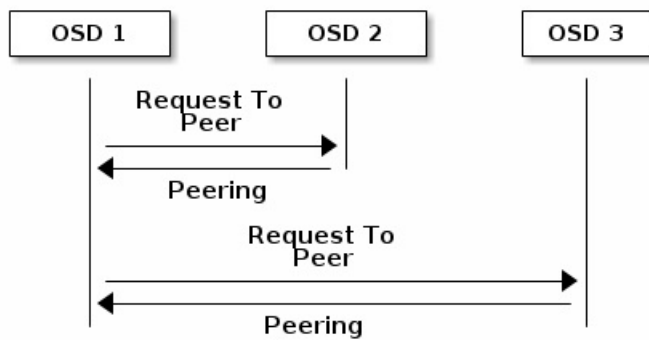 OSD 1
OSD 2
OSD 3
Request To
Peer
Peering
Request To
Peer
Peering